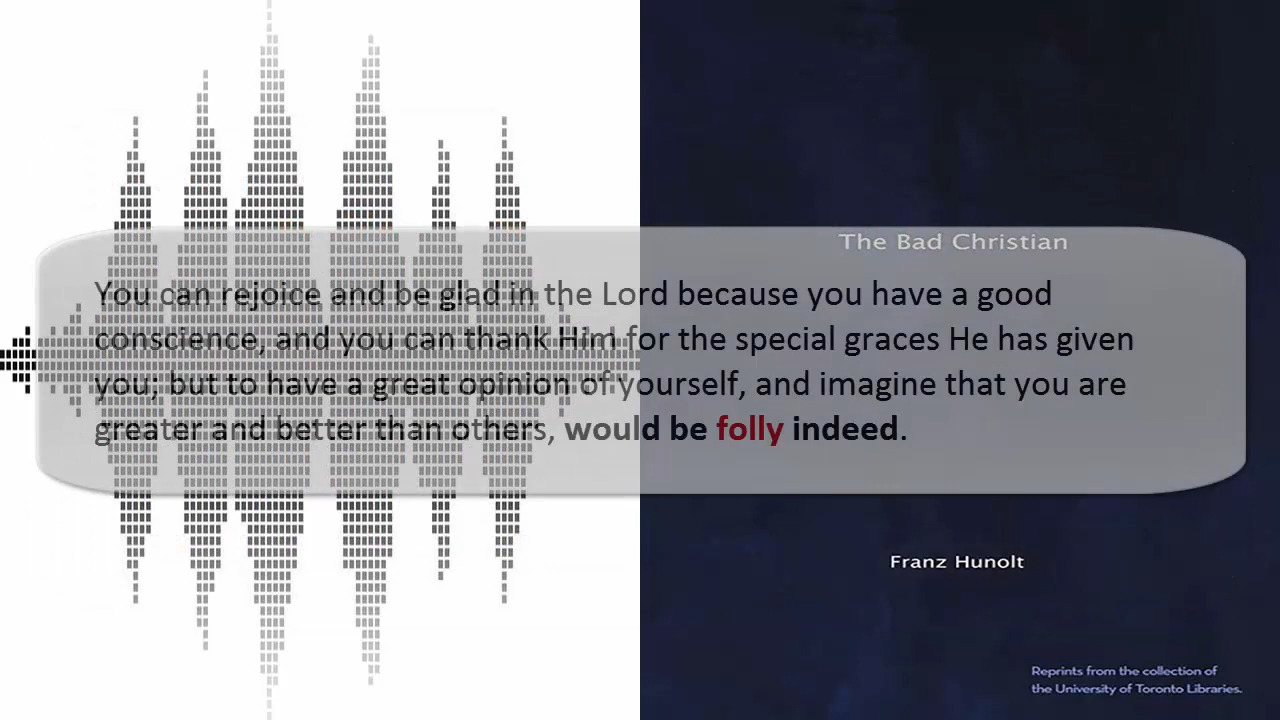 The Bad Christian
You can rejoice and be glad in the Lord because you have a good
conscience, and you can thank Him for the special graces He has given
you; but to have a great opinion of yourself, and imagine that you are
greater and better than others, would be folly indeed.
Franz Hunolt
Reprints from the collection of
the University of Toronto Libraries.